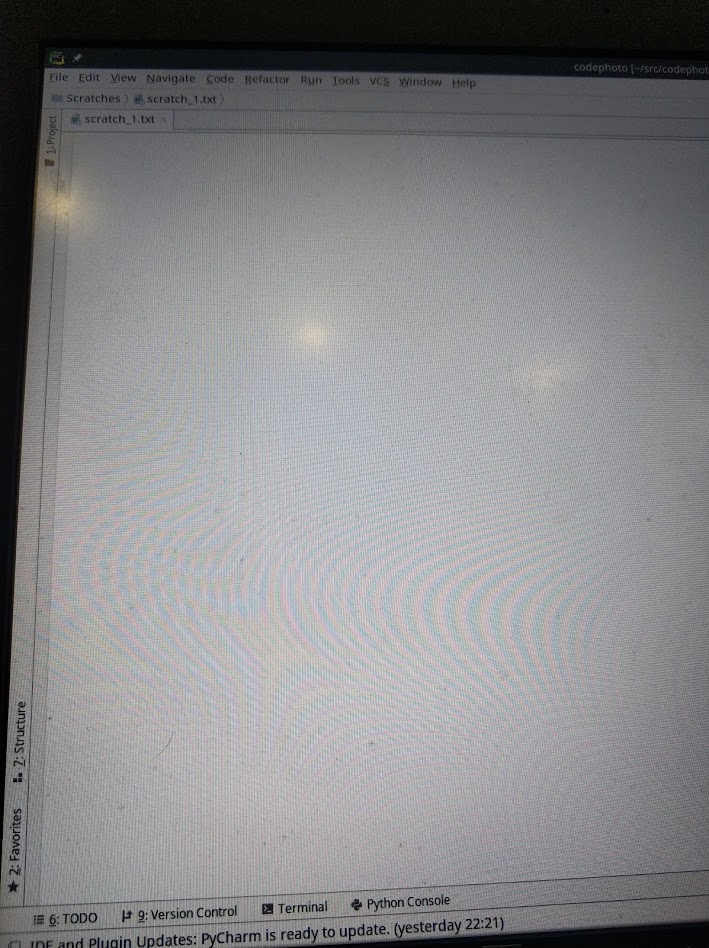 codephoto [~/src/codephot
File Edit View Navigate Code Refactor Run Tools VCS Window Help
Scratches scratch_1.txt
scratch_1.txt
1: Project
7: Structure
2: Favorites
6: TODO 9: Version Control Terminal Python Console
IDE and Plugin Updates: PyCharm is ready to update. (yesterday 22:21)